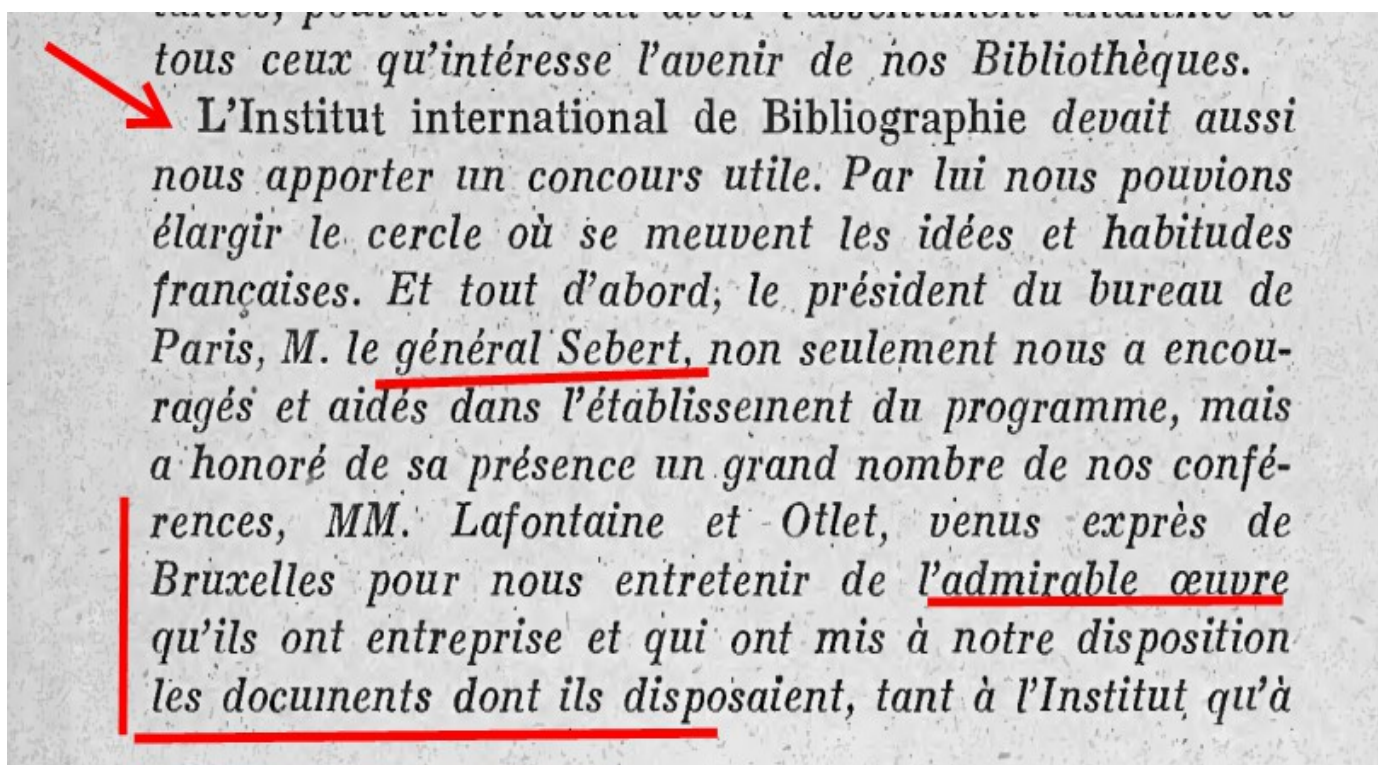 tous ceux qu'intéresse l'avenir de nos Bibliothèques.
L'Institut international de Bibliographie devait aussi
nous apporter un concours utile. Par lui nous pouvions
élargir le cercle où se meuvent les idées et habitudes
françaises. Et tout d'abord, le président du bureau de
Paris, M. le général Sebert, non seulement nous a encou-
ragés et aidés dans l'établissement du programme, mais
a honoré de sa présence un grand nombre de nos confé-
rences, MM. Lafontaine et Otlet, venus exprès de
Bruxelles pour nous entretenir de l'admirable œuvre
qu'ils ont entreprise et qui ont mis à notre disposition
les documents dont ils disposaient, tant à l'Institut qu'à